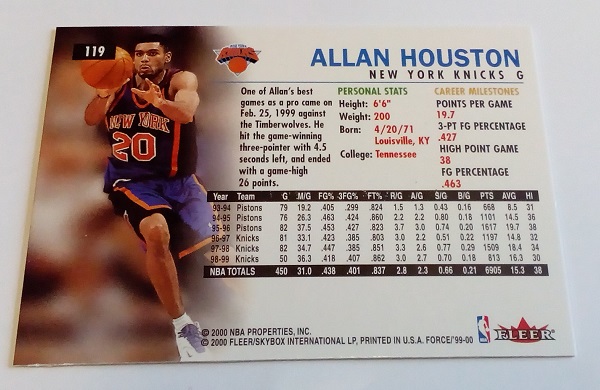 119
NEW YORK
KNICKS
ALLAN HOUSTON
NEW YORK KNICKS G
One of Allan's best
games as a pro came on
Feb. 25, 1999 against
the Timberwolves. He
hit the game-winning
three-pointer with 4.5
seconds left, and ended
with a game-high
26 points.
PERSONAL STATS
Height: 6'6"
Weight: 200
Born: 4/20/71
Louisville, KY
College: Tennessee
CAREER MILESTONES
POINTS PER GAME
19.7
3-PT FG PERCENTAGE
.427
HIGH POINT GAME
38
FG PERCENTAGE
.463
NEW YORK
20
Year Team G M/G FG% 3FG% FT% R/G A/G S/G B/G PTS AVG HI
93-94 Pistons 79 19.2 .405 .299 .824 1.5 1.3 0.43 0.16 668 8.5 31
94-95 Pistons 76 26.3 .463 .424 .860 2.2 2.2 0.80 0.18 1101 14.5 36
95-96 Pistons 82 37.5 .453 .427 .823 3.7 3.0 0.74 0.20 1617 19.7 38
96-97 Knicks 81 33.1 .423 .385 .803 3.0 2.2 0.51 0.22 1197 14.8 32
97-98 Knicks 82 34.7 .447 .385 .851 3.3 2.6 0.77 0.29 1509 18.4 34
98-99 Knicks 50 36.3 .418 .407 .862 3.0 2.7 0.70 0.18 813 16.3 30
NBA TOTALS 450 31.0 .438 .401 .837 2.8 2.3 0.66 0.21 6905 15.3 38
© 2000 NBA PROPERTIES, INC.
© 2000 FLEER/SKYBOX INTERNATIONAL LP, PRINTED IN U.S.A. FORCE/'99-00
FLEER